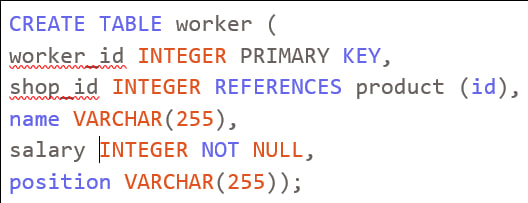 CREATE TABLE worker (
worker_id INTEGER PRIMARY KEY,
shop_id INTEGER REFERENCES product (id),
name VARCHAR(255),
salary INTEGER NOT NULL,
position VARCHAR(255));